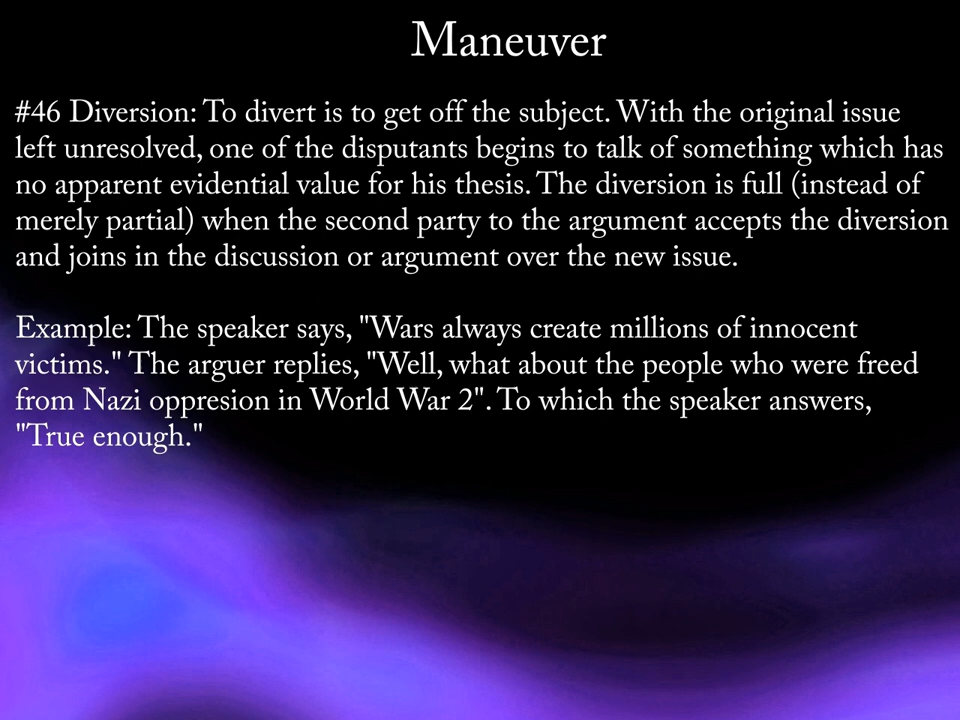 Maneuver
#46 Diversion: To divert is to get off the subject. With the original issue
left unresolved, one of the disputants begins to talk of something which has
no apparent evidential value for his thesis. The diversion is full (instead of
merely partial) when the second party to the argument accepts the diversion
and joins in the discussion or argument over the new issue.
Example: The speaker says, "Wars always create millions of innocent
victims." The arguer replies, "Well, what about the people who were freed
from Nazi oppresion in World War 2". To which the speaker answers,
"True enough."